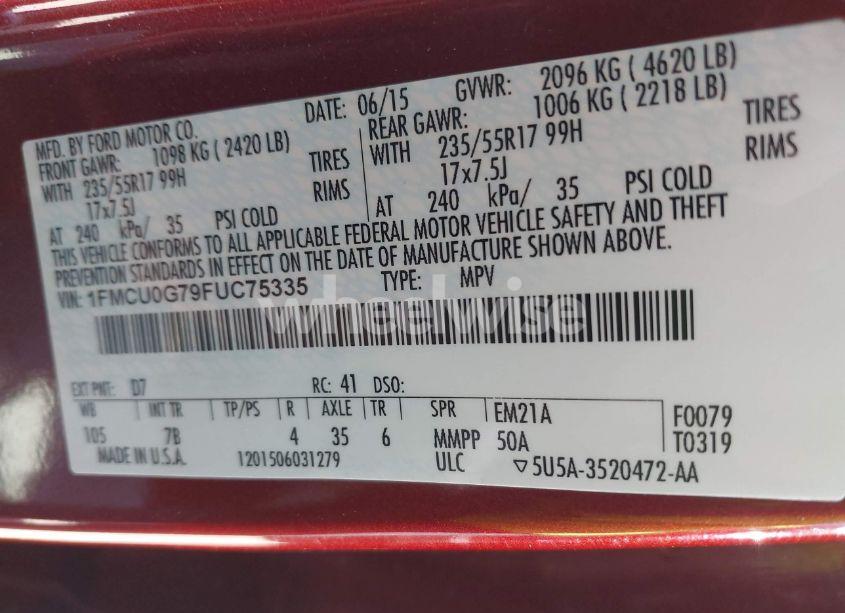 MFD. BY FORD MOTOR CO.
DATE: 06/15
GVWR: 2096 KG ( 4620 LB)
FRONT GAWR: 1098 KG ( 2420 LB)
REAR GAWR: 1006 KG ( 2218 LB)
WITH 235/55R17 99H TIRES
WITH 235/55R17 99H TIRES
17x7.5J RIMS
17x7.5J RIMS
AT 240 kPa/ 35 PSI COLD
AT 240 kPa/ 35 PSI COLD
THIS VEHICLE CONFORMS TO ALL APPLICABLE FEDERAL MOTOR VEHICLE SAFETY AND THEFT
PREVENTION STANDARDS IN EFFECT ON THE DATE OF MANUFACTURE SHOWN ABOVE.
VIN: 1FMCU0G79FUC75335
TYPE: MPV
wheelwise
EXT PNT: D7 RC: 41 DSO:
WB INT TR TP/PS R AXLE TR SPR EM21A F0079
105 7B 4 35 6 MMPP 50A T0319
MADE IN U.S.A. 1201506031279 ULC ▽5U5A-3520472-AA